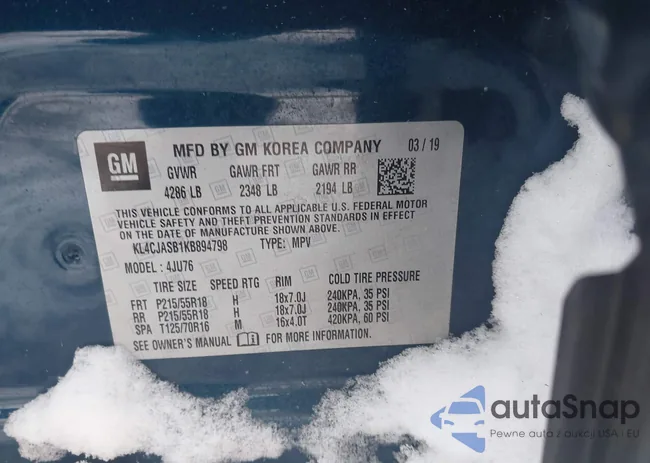 GM
MFD BY GM KOREA COMPANY 03/19
GVWR GAWR FRT GAWR RR
4286 LB 2348 LB 2194 LB
THIS VEHICLE CONFORMS TO ALL APPLICABLE U.S. FEDERAL MOTOR
VEHICLE SAFETY AND THEFT PREVENTION STANDARDS IN EFFECT
ON THE DATE OF MANUFACTURE SHOWN ABOVE.
KL4CJASB1KB894798 TYPE: MPV
MODEL: 4JU76
TIRE SIZE SPEED RTG RIM COLD TIRE PRESSURE
FRT P215/55R18 H 18x7.0J 240KPA, 35 PSI
RR P215/55R18 H 18x7.0J 240KPA, 35 PSI
SPA T125/70R16 M 16x4.0T 420KPA, 60 PSI
SEE OWNER'S MANUAL FOR MORE INFORMATION.
autoSnap
Pewne auta z aukcji USA - EU